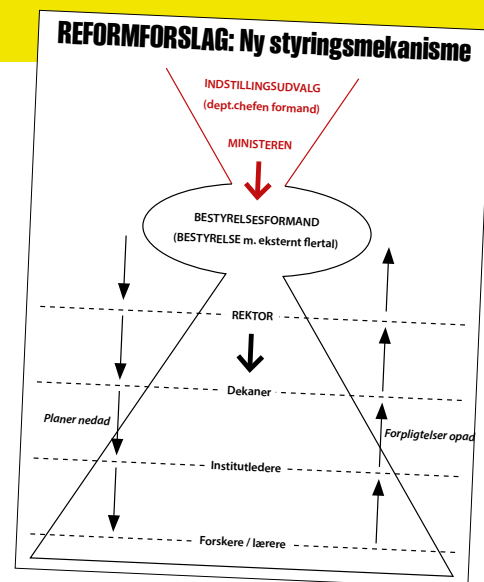 REFORMFORSLAG: Ny styringsmekanisme
INDSTILLINGSUDVALG
(dept.chefen formand)
MINISTEREN
BESTYRELSESFORMAND
(BESTYRELSE m. eksternt flertal)
REKTOR
Dekaner
Planer nedad
Forpligtelser opad
Institutledere
Forskere / lærere